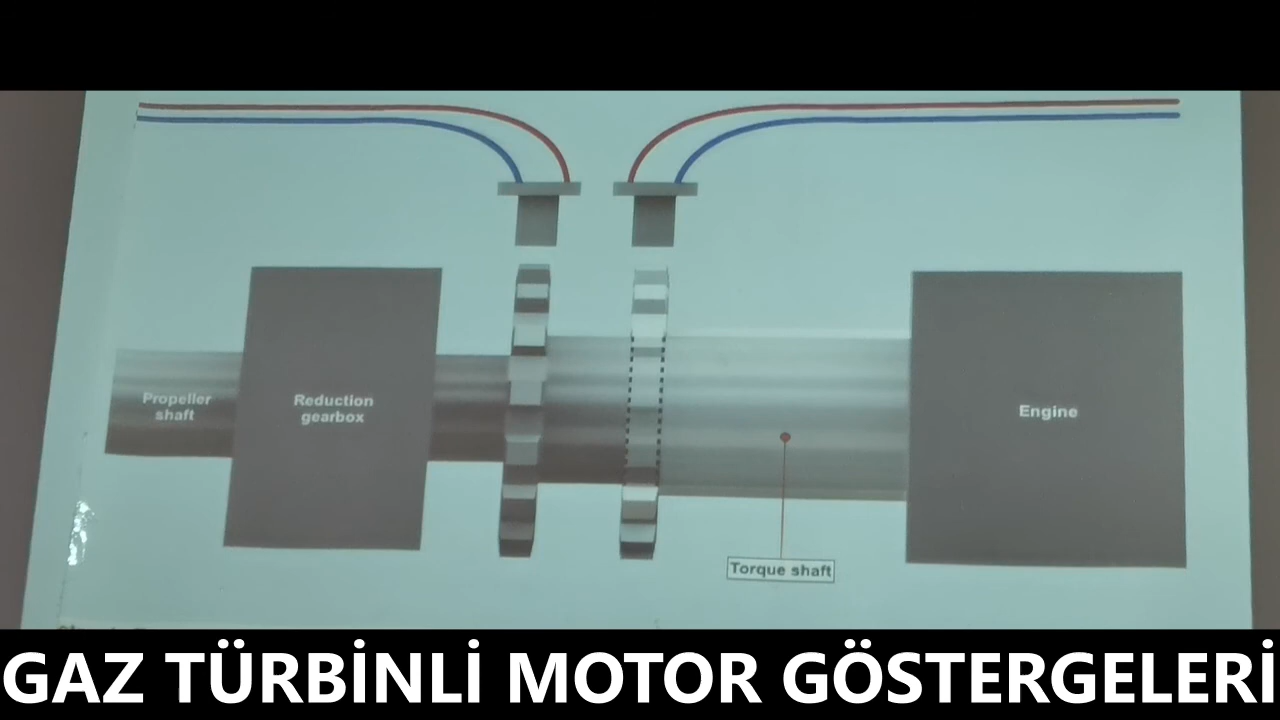 Propeller
shaft
Reduction
gearbox
Engine
Torque shaft
GAZ TÜRBİNLİ MOTOR GÖSTERGELERİ